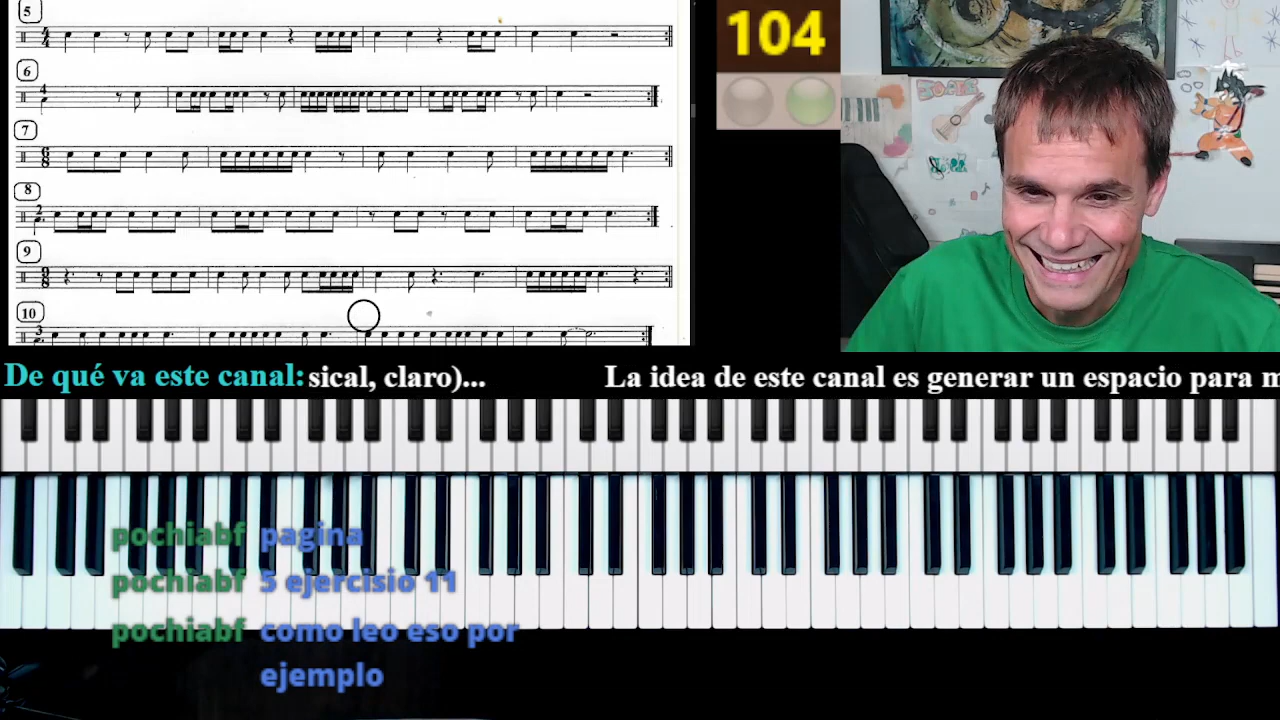 5
104
6
7
8
9
10
De qué va este canal: sical, claro)... La idea de este canal es generar un espacio para m
pochiabf pagina
pochiabf 5 ejercisio 11
pochiabf como leo eso por
ejemplo